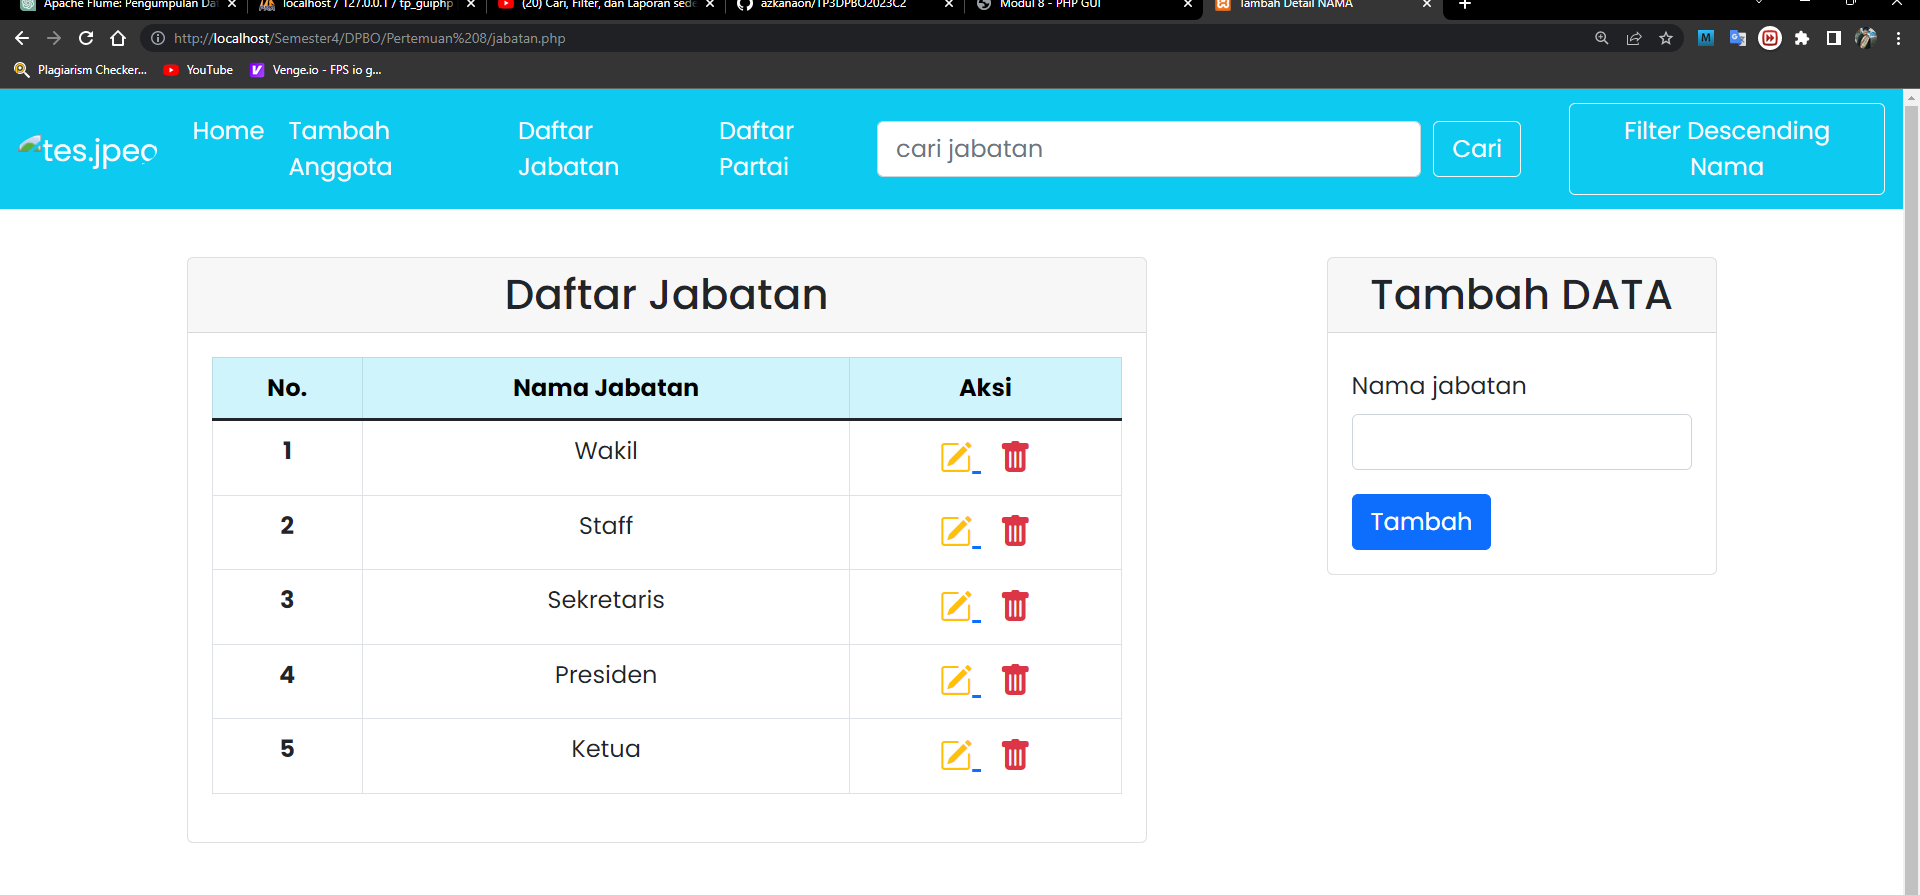 Apache Flume: Pengumpulan Da
localhost / 127.0.0.1 / tp_guiphp
(20) Cari, Filter, dan Laporan sede
azkanaon/TP3DPBO2023C2
Modul 8 - PHP GUI
Tambah Detail NAMA
http://localhost/Semester4/DPBO/Pertemuan%208/jabatan.php
Plagiarism Checker...
YouTube
Venge.io - FPS io g...
tes.jpeg
Home
Tambah
Anggota
Daftar
Jabatan
Daftar
Partai
cari jabatan
Cari
Filter Descending
Nama
Daftar Jabatan
No. Nama Jabatan Aksi
1 Wakil
2 Staff
3 Sekretaris
4 Presiden
5 Ketua
Tambah DATA
Nama jabatan
Tambah